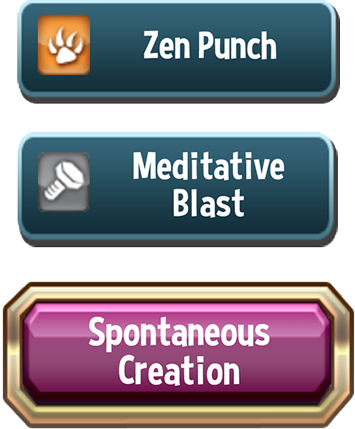 Zen Punch
Meditative
Blast
Spontaneous
Creation